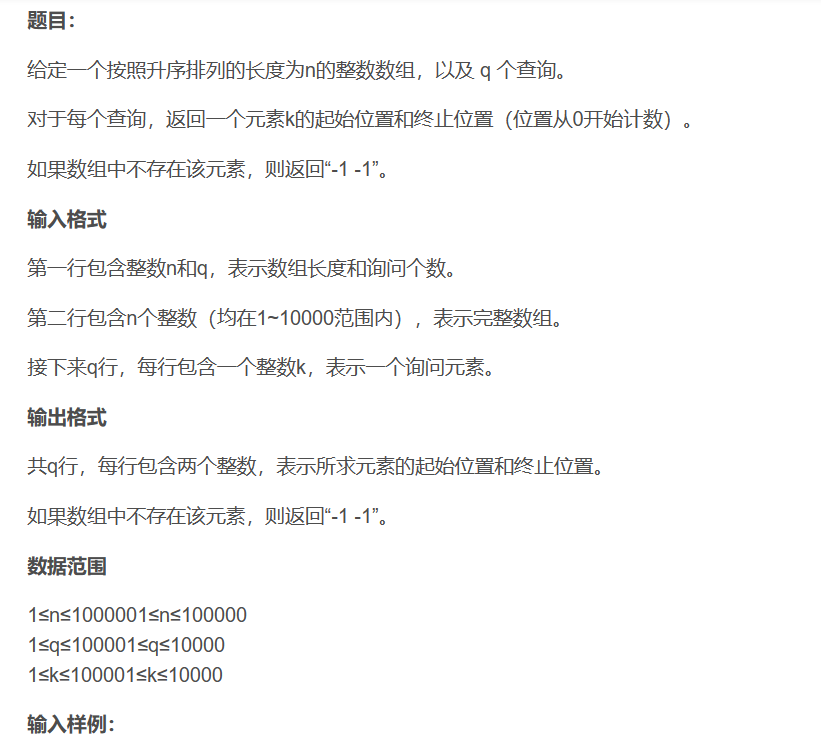 题目：
给定一个按照升序排列的长度为n的整数数组，以及 q 个查询。
对于每个查询，返回一个元素k的起始位置和终止位置（位置从0开始计数）。
如果数组中不存在该元素，则返回“-1 -1”。
输入格式
第一行包含整数n和q，表示数组长度和询问个数。
第二行包含n个整数（均在1~10000范围内），表示完整数组。
接下来q行，每行包含一个整数k，表示一个询问元素。
输出格式
共q行，每行包含两个整数，表示所求元素的起始位置和终止位置。
如果数组中不存在该元素，则返回“-1 -1”。
数据范围
1≤n≤1000001≤n≤100000
1≤q≤100001≤q≤10000
1≤k≤100001≤k≤10000
输入样例：